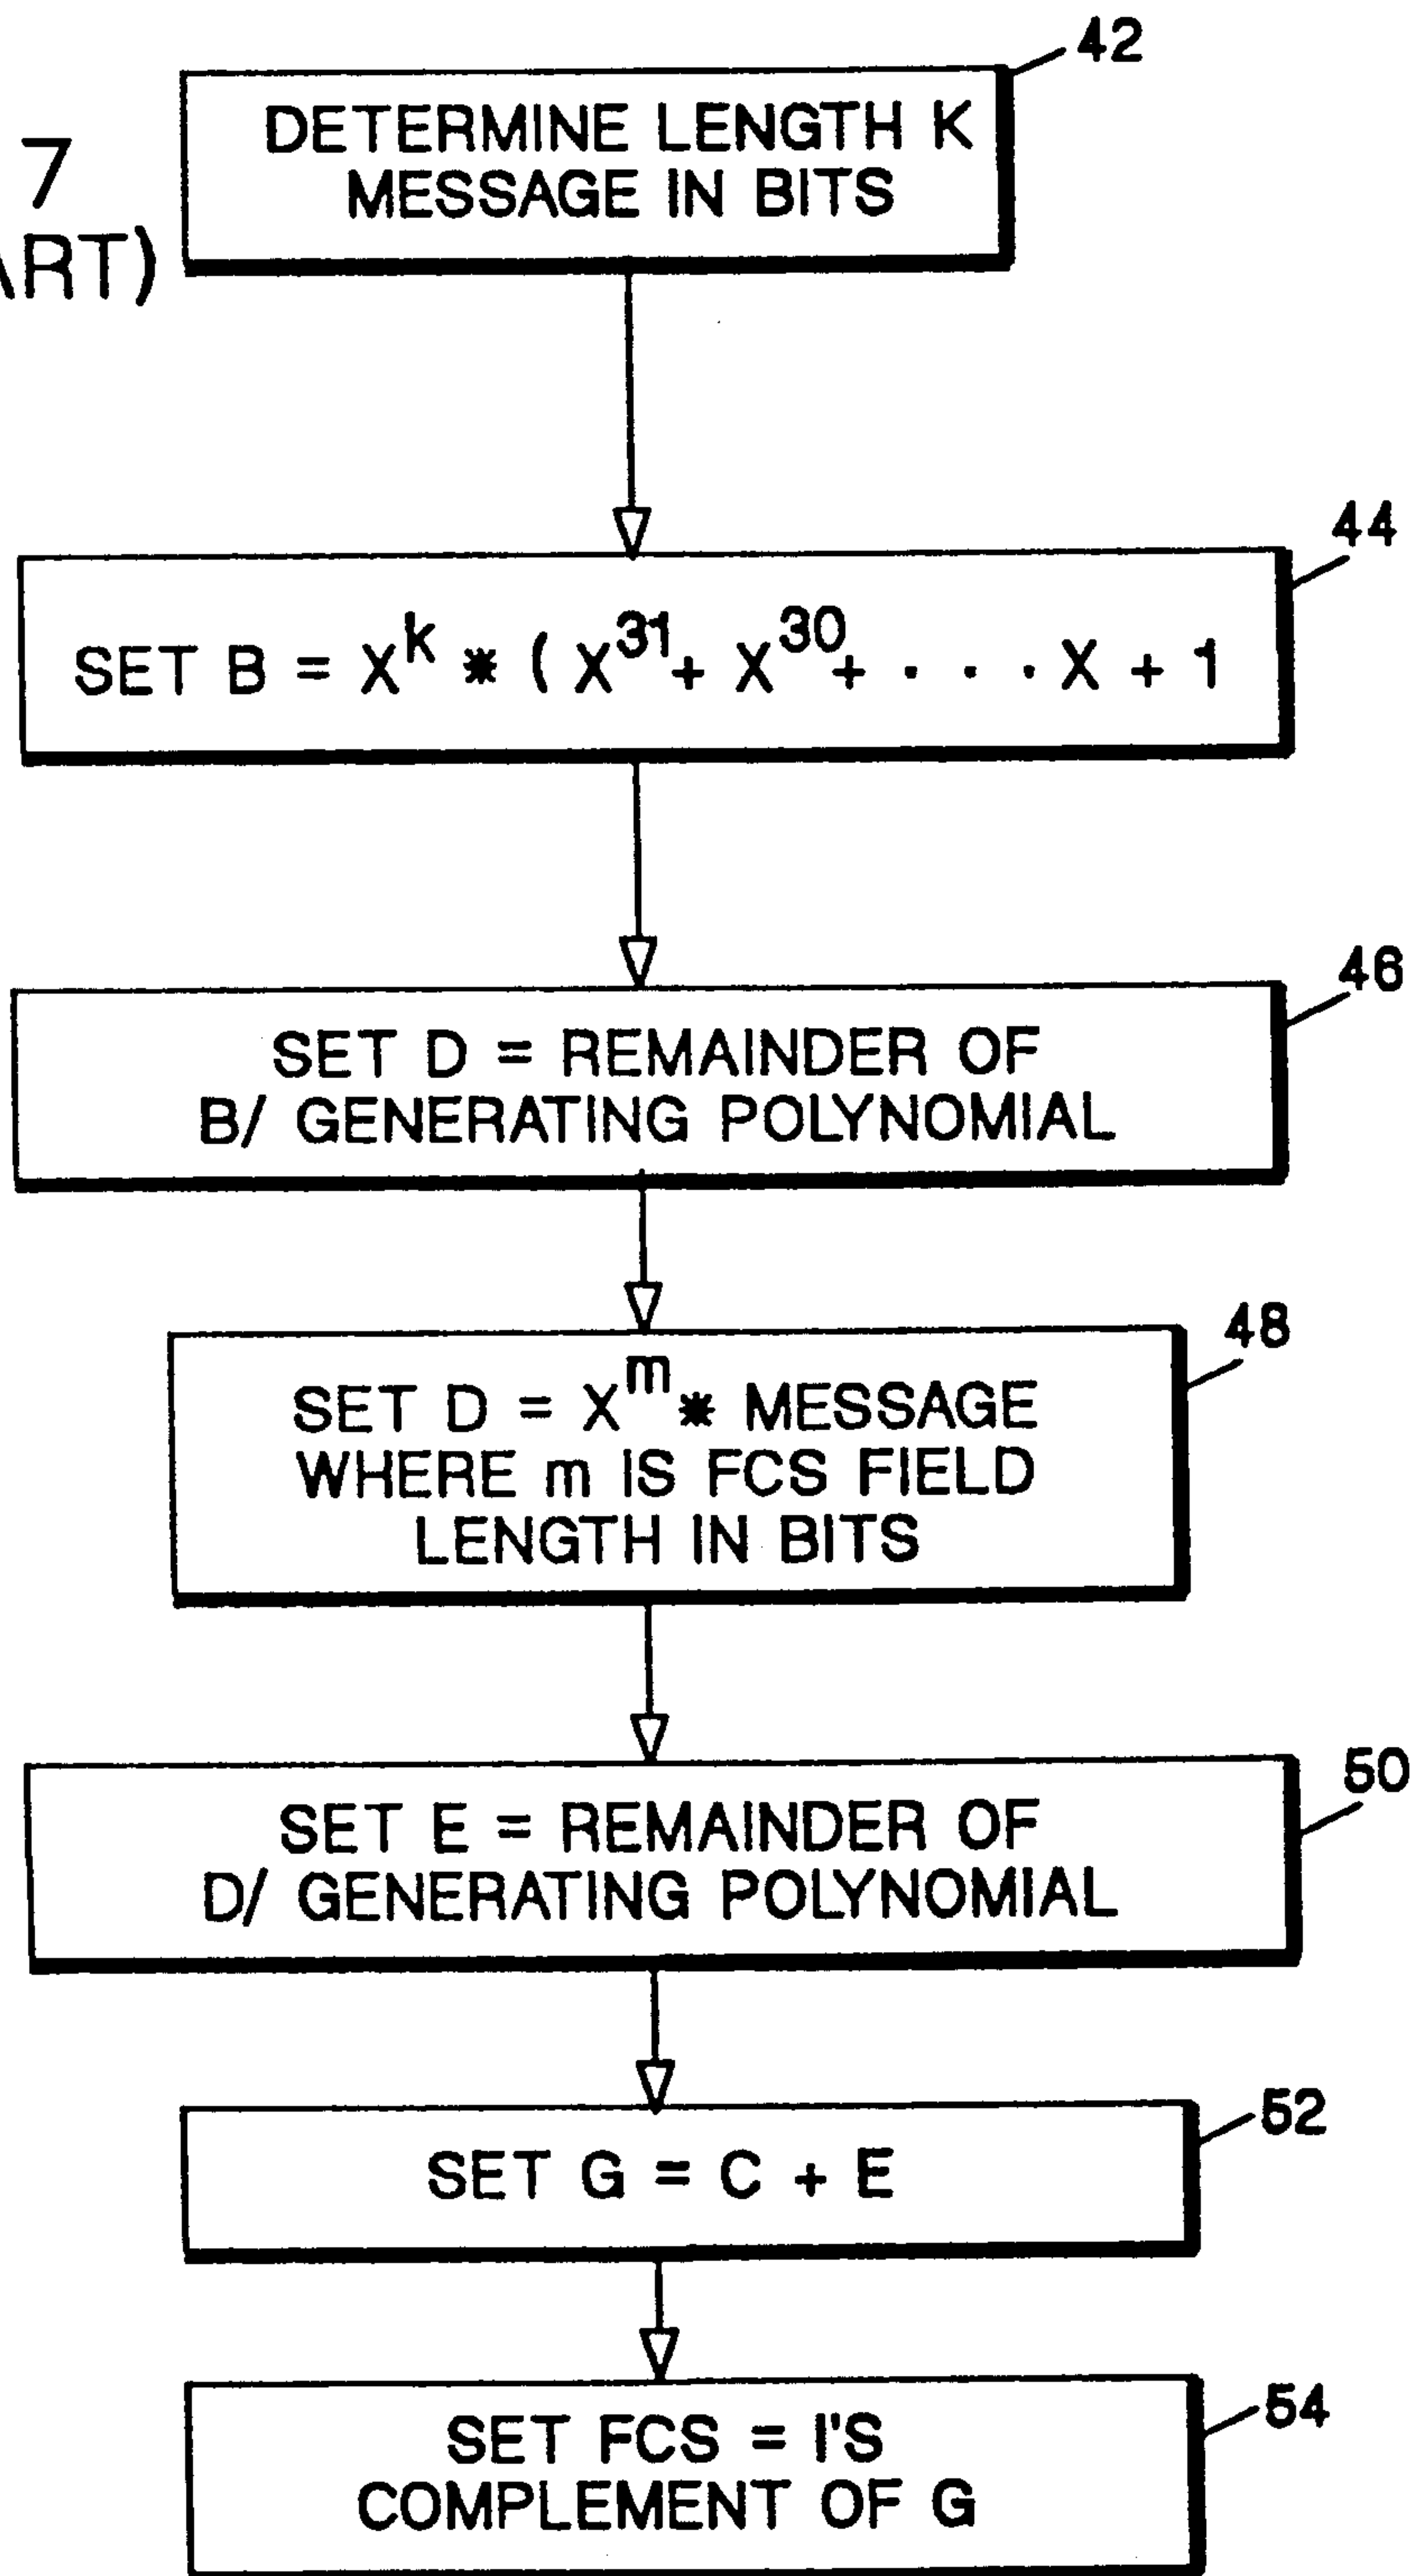 42
DETERMINE LENGTH K
MESSAGE IN BITS
7
ART)
44
SET B = X^k * ( X^31 + X^30 + . . . X + 1
46
SET D = REMAINDER OF
B/ GENERATING POLYNOMIAL
48
SET D = X^m * MESSAGE
WHERE m IS FCS FIELD
LENGTH IN BITS
50
SET E = REMAINDER OF
D/ GENERATING POLYNOMIAL
52
SET G = C + E
54
SET FCS = I'S
COMPLEMENT OF G